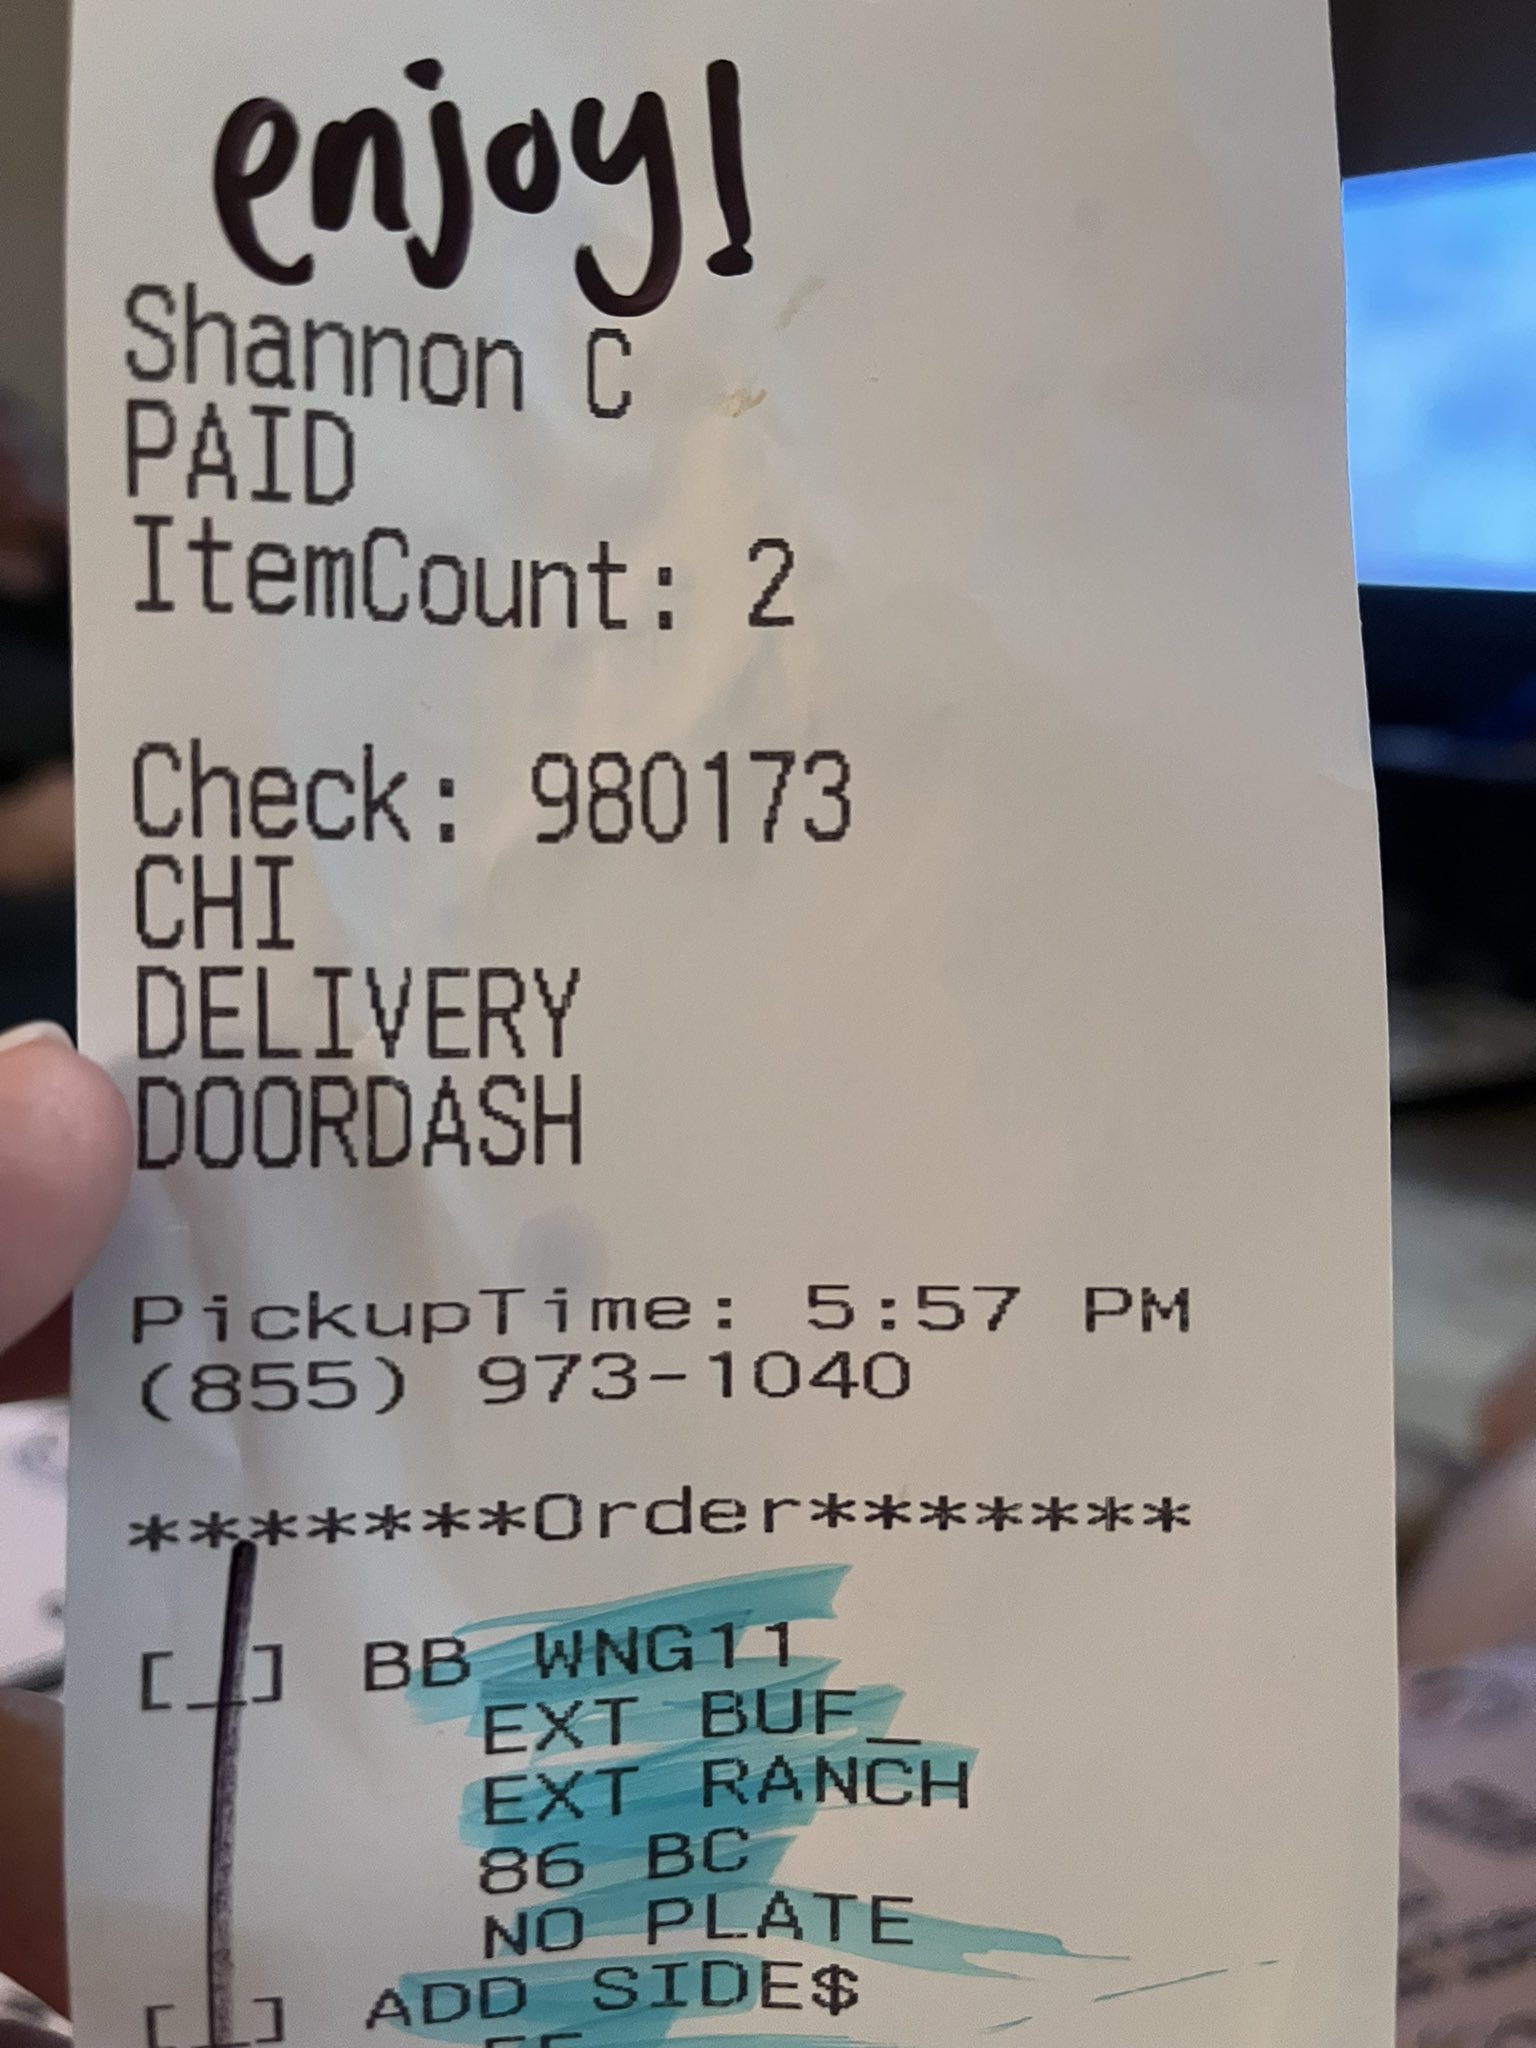 enjoy!
Shannon C
PAID
ItemCount: 2
Check: 980173
CHI
DELIVERY
DOORDASH
PickupTime: 5:57 PM
(855) 973-1040
*******Order*******
[_] BB WNG11
EXT BUF_
EXT RANCH
86 BC
NO PLATE
[_] ADD SIDE$